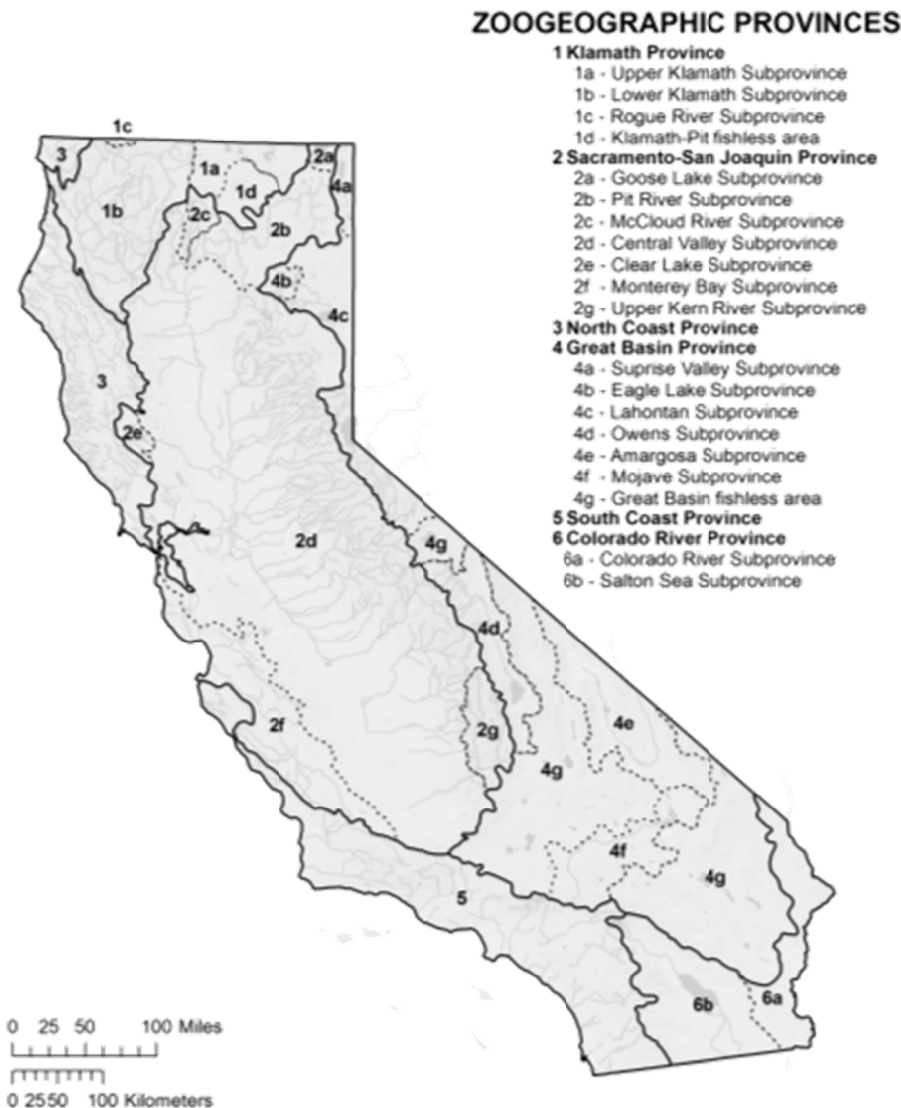 ZOOGEOGRAPHIC PROVINCES
1 Klamath Province
1a - Upper Klamath Subprovince
1b - Lower Klamath Subprovince
1c - Rogue River Subprovince
1d - Klamath-Pit fishless area
2 Sacramento-San Joaquin Province
2a - Goose Lake Subprovince
2b - Pit River Subprovince
2c - McCloud River Subprovince
2d - Central Valley Subprovince
2e - Clear Lake Subprovince
2f - Monterey Bay Subprovince
2g - Upper Kern River Subprovince
3 North Coast Province
4 Great Basin Province
4a - Suprise Valley Subprovince
4b - Eagle Lake Subprovince
4c - Lahontan Subprovince
4d - Owens Subprovince
4e - Amargosa Subprovince
4f - Mojave Subprovince
4g - Great Basin fishless area
5 South Coast Province
6 Colorado River Province
6a - Colorado River Subprovince
6b - Salton Sea Subprovince
1c
3
1a
2a
1d
4a
1b
2c
2b
4b
4c
3
2e
2d
4g
4d
2f
2g
4e
4g
4f
4g
5
6b
6a
0 25 50 100 Miles
0 25 50 100 Kilometers